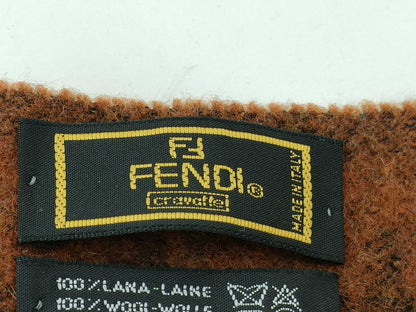 FF
FENDI®
cravatte
MADE IN ITALY
100% LANA-LAINE
100% WOOL-WOLLE